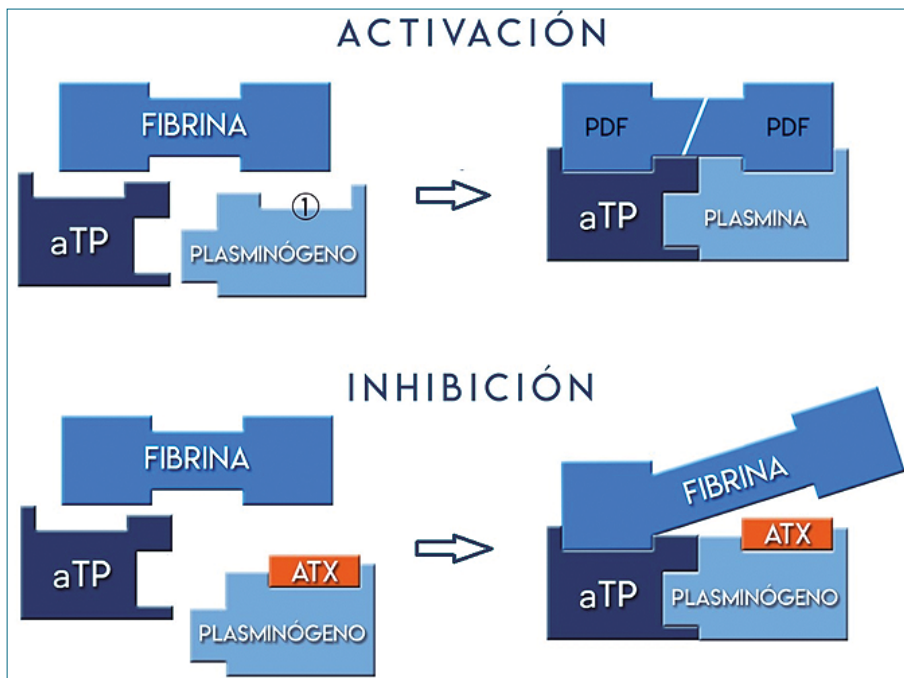 ACTIVACIÓN
FIBRINA
aTP
①
PLASMINÓGENO
PDF
PDF
aTP
PLASMINA
INHIBICIÓN
FIBRINA
aTP
ATX
PLASMINÓGENO
FIBRINA
ATX
aTP
PLASMINÓGENO